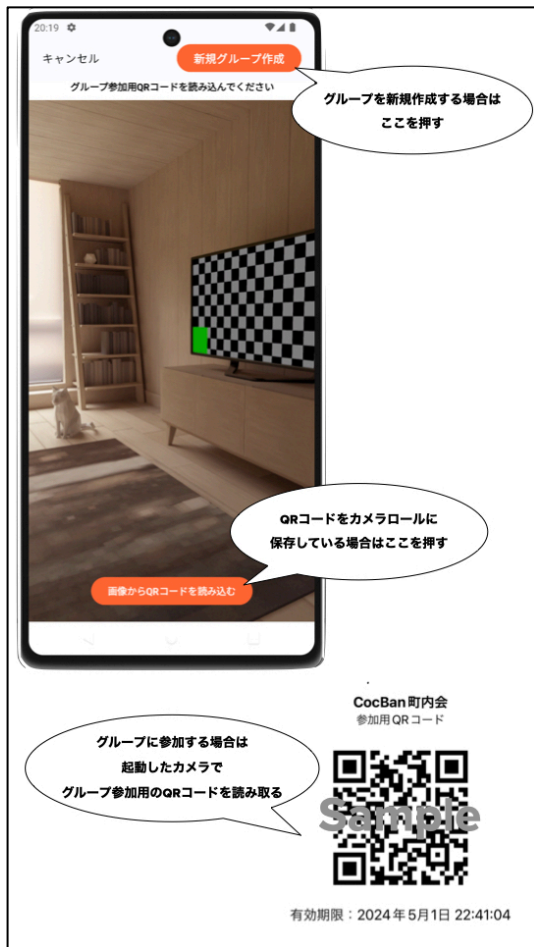 20:19
キャンセル
新規グループ作成
グループ参加用QRコードを読み込んでください
グループを新規作成する場合は
ここを押す
QRコードをカメラロールに
保存している場合はここを押す
画像からQRコードを読み込む
CocBan町内会
参加用QRコード
グループに参加する場合は
起動したカメラで
グループ参加用のQRコードを読み取る
Sample
有効期限：2024年5月1日 22:41:04